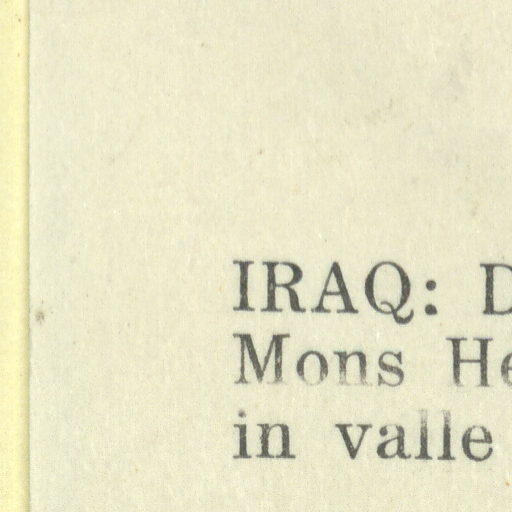 IRAQ: D
Mons He
in valle